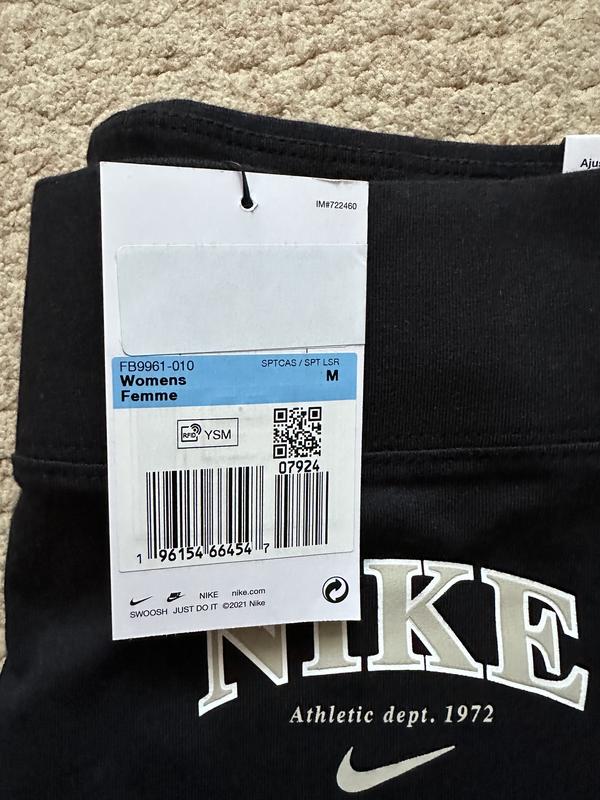 Ajus
IM#722460
FB9961-010
SPTCAS / SPT LSR
Womens
M
Femme
RFID YSM
07924
1 96154 66454 7
NIKE nike.com
SWOOSH JUST DO IT ©2021 Nike
NIKE
Athletic dept. 1972